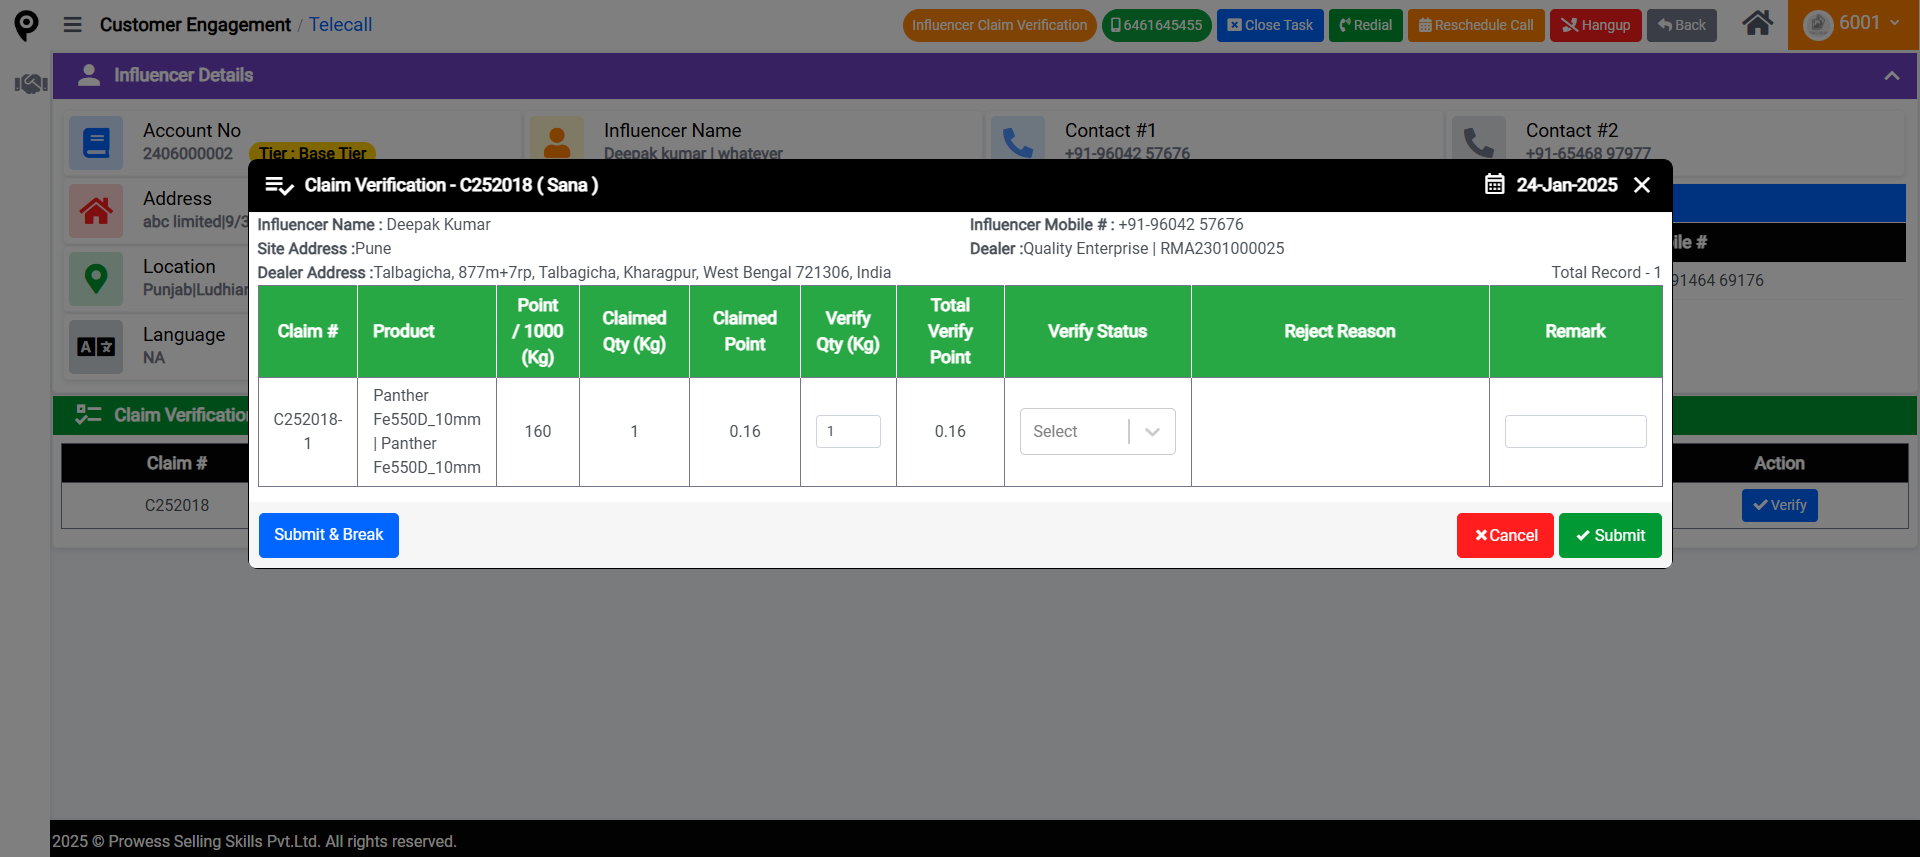 Customer Engagement / Telecall
Influencer Claim Verification
6461645455
Close Task
Redial
Reschedule Call
Hangup
Back
6001
Influencer Details
Account No
2406000002
Tier : Base Tier
Influencer Name
Deepak kumar | whatever
Contact #1
+91-96042 57676
Contact #2
+91-65468 97977
Address
abc limited|9/3
Location
Punjab|Ludhian
Language
NA
ile #
91464 69176
Claim Verification
Claim #
C252018
Action
Verify
Claim Verification - C252018 ( Sana )
24-Jan-2025
Influencer Name : Deepak Kumar
Influencer Mobile # : +91-96042 57676
Site Address :Pune
Dealer :Quality Enterprise | RMA2301000025
Dealer Address :Talbagicha, 877m+7rp, Talbagicha, Kharagpur, West Bengal 721306, India
Total Record - 1
Claim #
Product
Point
/ 1000
(Kg)
Claimed
Qty (Kg)
Claimed
Point
Verify
Qty (Kg)
Total
Verify
Point
Verify Status
Reject Reason
Remark
C252018-
1
Panther
Fe550D_10mm
| Panther
Fe550D_10mm
160
1
0.16
1
0.16
Select
Submit & Break
Cancel
Submit
2025 © Prowess Selling Skills Pvt.Ltd. All rights reserved.